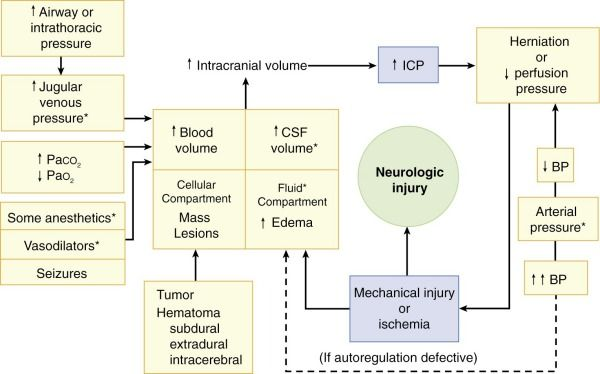 ↑ Airway or
intrathoracic
pressure
↑ Jugular
venous
pressure*
↑ PaCO₂
↓ PaO₂
Some anesthetics*
Vasodilators*
Seizures
↑ Intracranial volume
↑ Blood
volume
↑ CSF
volume*
Cellular
Compartment
Mass
Lesions
Fluid*
Compartment
↑ Edema
Tumor
Hematoma
subdural
extradural
intracerebral
↑ ICP
Neurologic
injury
Mechanical injury
or
ischemia
(If autoregulation defective)
Herniation
or
↓ perfusion
pressure
↓ BP
Arterial
pressure*
↑↑ BP